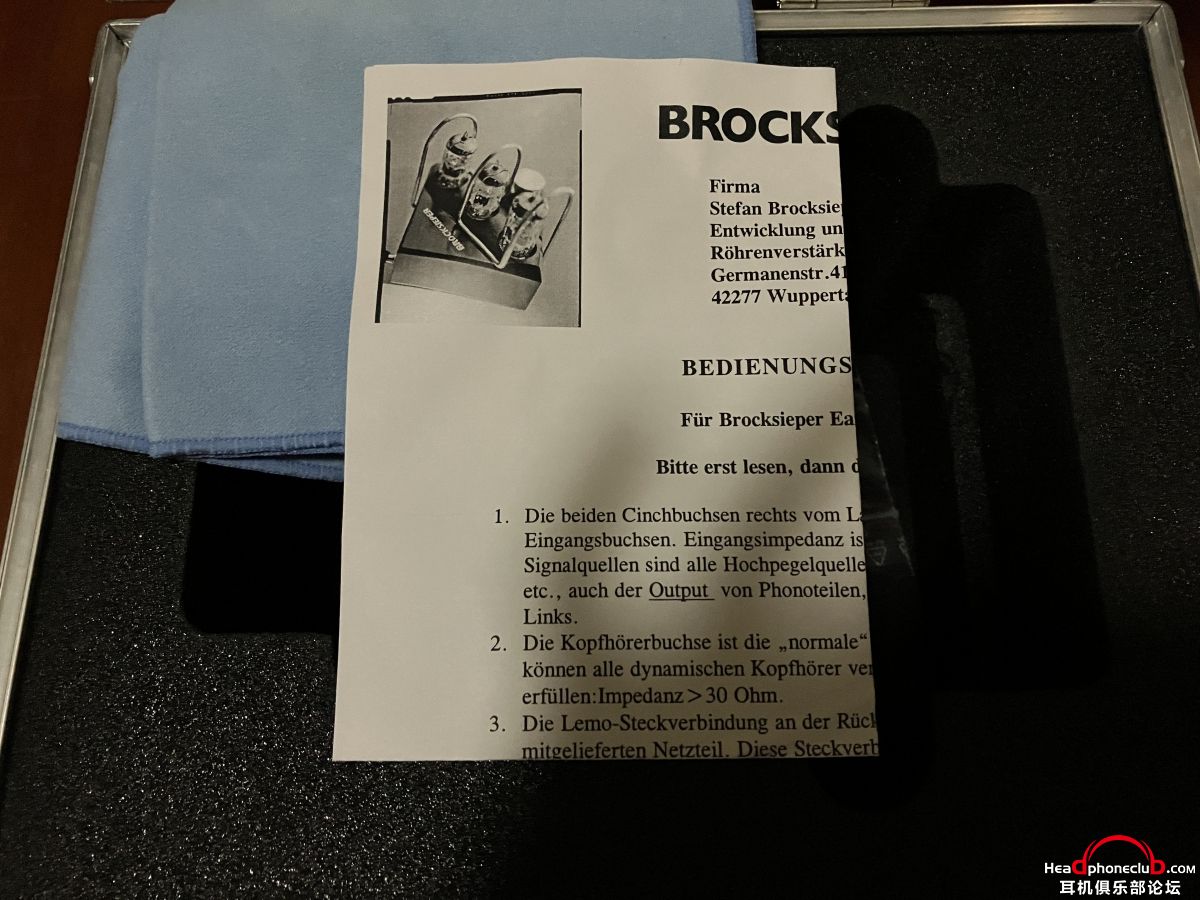 BROCKS
BROCKSIEPER
Firma
Stefan Brocksiep
Entwicklung un
Röhrenverstärk
Germanenstr.41
42277 Wupperta
BEDIENUNGS
Für Brocksieper Ea
Bitte erst lesen, dann d
1. Die beiden Cinchbuchsen rechts vom La
Eingangsbuchsen. Eingangsimpedanz is
Signalquellen sind alle Hochpegelquelle
etc., auch der Output von Phonoteilen,
Links.
2. Die Kopfhörerbuchse ist die „normale“
können alle dynamischen Kopfhörer ver
erfüllen:Impedanz > 30 Ohm.
3. Die Lemo-Steckverbindung an der Rück
mitgelieferten Netzteil. Diese Steckverb
HeadphoneclubD.com
耳机俱乐部论坛